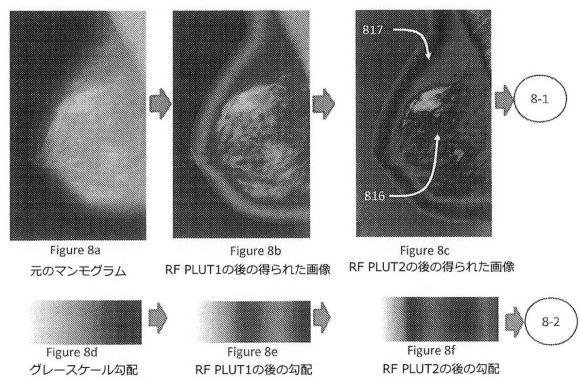 817
8-1
816
Figure 8a
Figure 8b
Figure 8c
元のマンモグラム
RF PLUT1の後の得られた画像
RF PLUT2の後の得られた画像
8-2
Figure 8d
Figure 8e
Figure 8f
グレースケール勾配
RF PLUT1の後の勾配
RF PLUT2の後の勾配